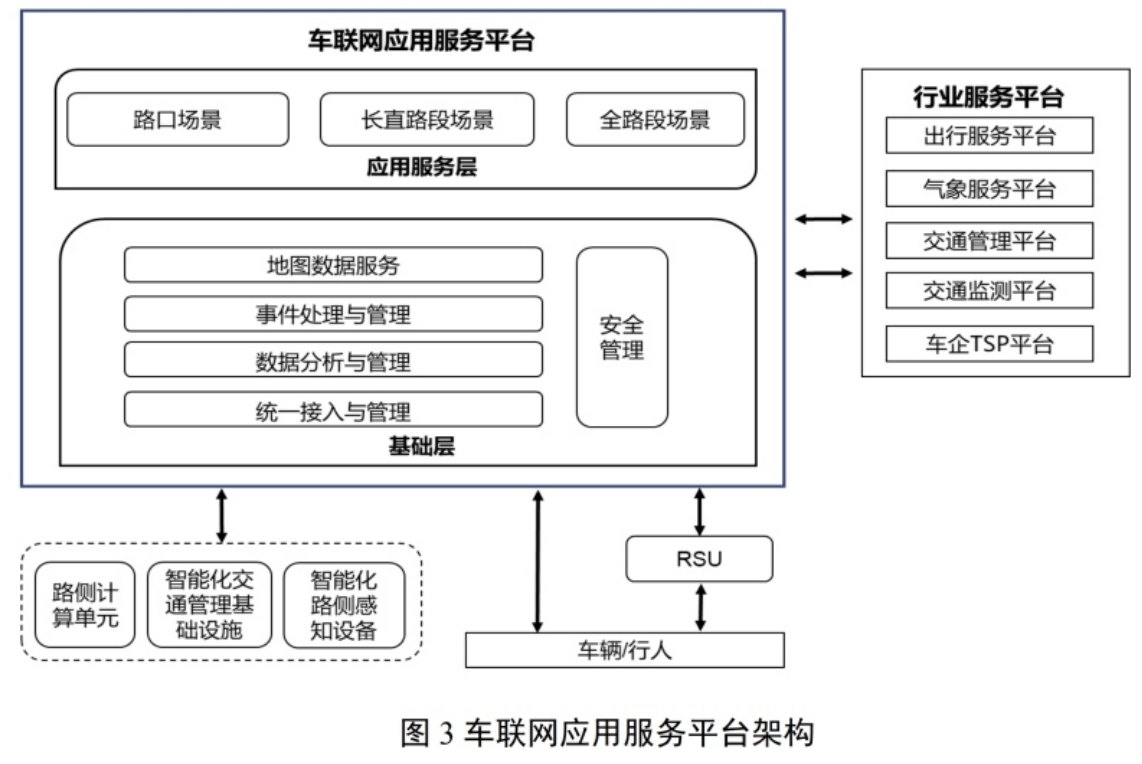 车联网应用服务平台
路口场景
长直路段场景
全路段场景
应用服务层
地图数据服务
事件处理与管理
数据分析与管理
统一接入与管理
安全
管理
基础层
行业服务平台
出行服务平台
气象服务平台
交通管理平台
交通监测平台
车企TSP平台
路侧计
算单元
智能化交
通管理基
础设施
智能化
路侧感
知设备
RSU
车辆/行人
图 3 车联网应用服务平台架构